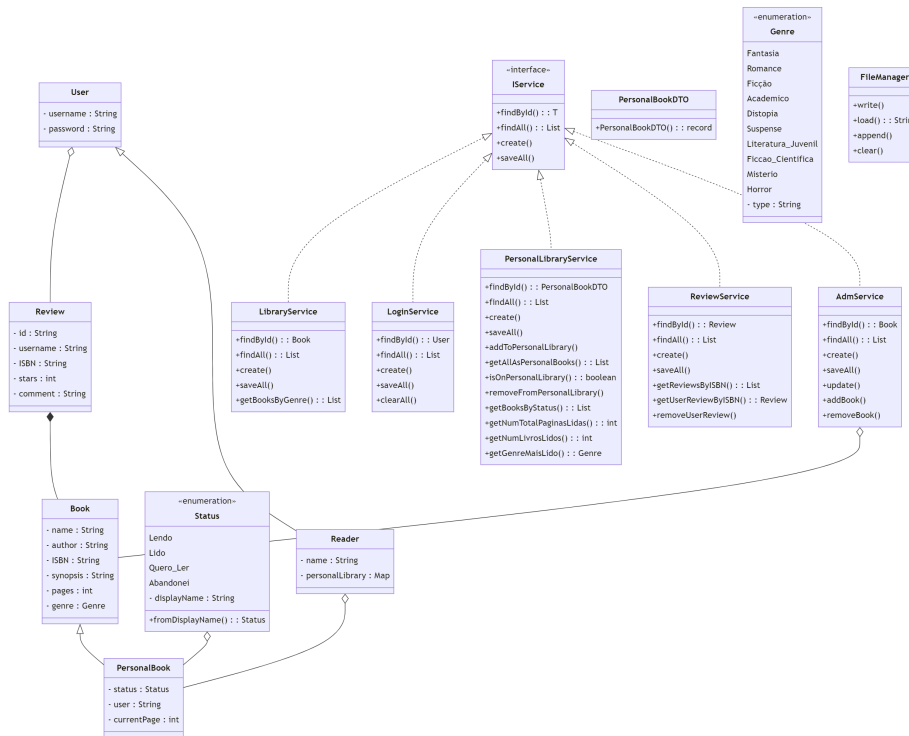 User
- username : String
- password : String
«interface»
IService
+findById() : : T
+findAll() : : List
+create()
+saveAll()
PersonalBookDTO
+PersonalBookDTO() : : record
«enumeration»
Genre
Fantasia
Romance
Ficção
Academico
Distopia
Suspense
Literatura_Juvenil
Ficcao_Cientifica
Misterio
Horror
- type : String
FileManager
+write()
+load() : : Strin
+append()
+clear()
Review
- id : String
- username : String
- ISBN : String
- stars : int
- comment : String
LibraryService
+findById() : : Book
+findAll() : : List
+create()
+saveAll()
+getBooksByGenre() : : List
LoginService
+findById() : : User
+findAll() : : List
+create()
+saveAll()
+clearAll()
PersonalLibraryService
+findById() : : PersonalBookDTO
+findAll() : : List
+create()
+saveAll()
+addToPersonalLibrary()
+getAllAsPersonalBooks() : : List
+isOnPersonalLibrary() : : boolean
+removeFromPersonalLibrary()
+getBooksByStatus() : : List
+getNumTotalPaginasLidas() : : int
+getNumLivrosLidos() : : int
+getGenreMaisLido() : : Genre
ReviewService
+findById() : : Review
+findAll() : : List
+create()
+saveAll()
+getReviewsByISBN() : : List
+getUserReviewByISBN() : : Review
+removeUserReview()
AdmService
+findById() : : Book
+findAll() : : List
+create()
+saveAll()
+update()
+addBook()
+removeBook()
Book
- name : String
- author : String
- ISBN : String
- synopsis : String
- pages : int
- genre : Genre
«enumeration»
Status
Lendo
Lido
Quero_Ler
Abandonei
- displayName : String
+fromDisplayName() : : Status
Reader
- name : String
- personalLibrary : Map
PersonalBook
- status : Status
- user : String
- currentPage : int